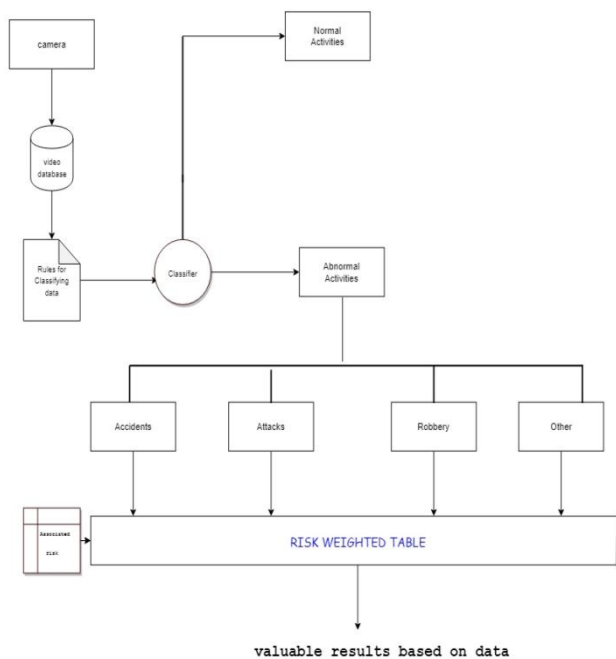 camera
Normal
Activities
video
database
Rules for
Classifying
data
Classifier
Abnormal
Activities
Accidents
Attacks
Robbery
Other
Associated
risk
RISK WEIGHTED TABLE
valuable results based on data